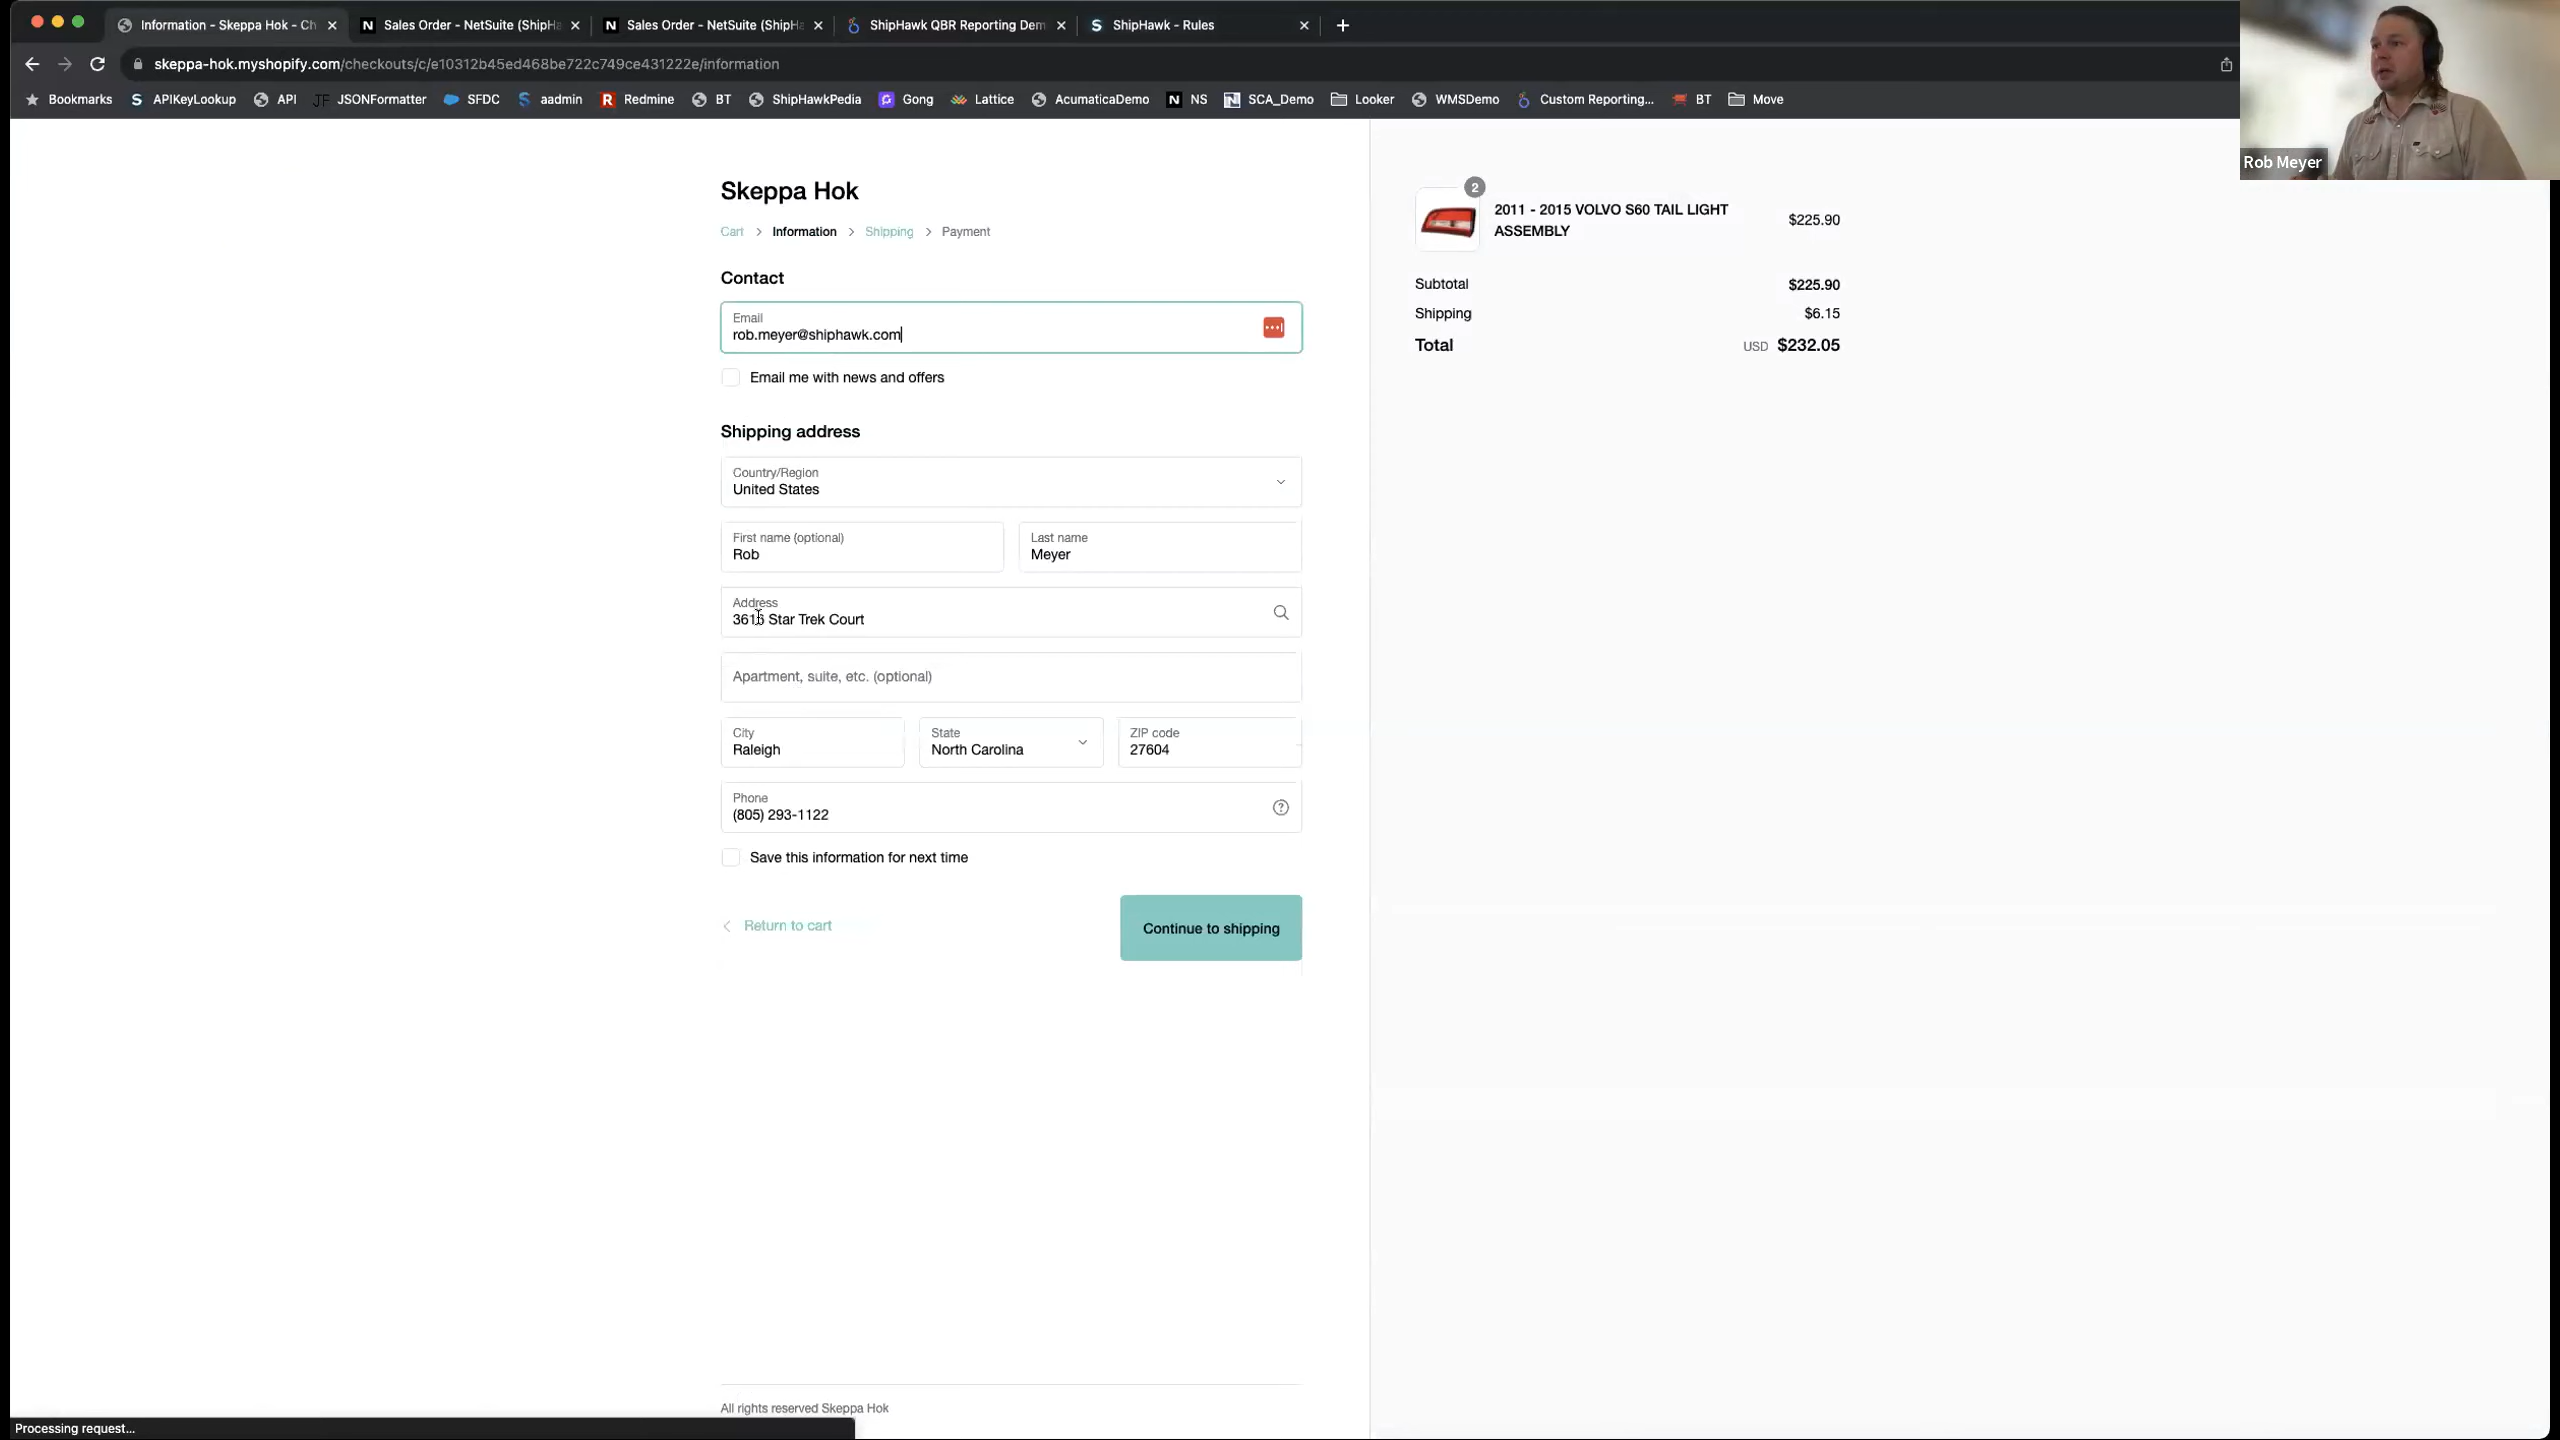 Information - Skeppa Hok - Ch
Sales Order - NetSuite (ShipHa
Sales Order - NetSuite (ShipHa
ShipHawk QBR Reporting Dem
ShipHawk - Rules
skeppa-hok.myshopify.com/checkouts/c/e10312b45ed468be722c749ce431222e/information
Bookmarks
APIKeyLookup
API
JSONFormatter
SFDC
aadmin
Redmine
BT
ShipHawkPedia
Gong
Lattice
AcumaticaDemo
NS
SCA_Demo
Looker
WMSDemo
Custom Reporting...
BT
Move
Rob Meyer
Skeppa Hok
Cart > Information > Shipping > Payment
Contact
Email
rob.meyer@shiphawk.com
Email me with news and offers
Shipping address
Country/Region
United States
First name (optional)
Rob
Last name
Meyer
Address
3616 Star Trek Court
Apartment, suite, etc. (optional)
City
Raleigh
State
North Carolina
ZIP code
27604
Phone
(805) 293-1122
Save this information for next time
Return to cart
Continue to shipping
All rights reserved Skeppa Hok
2
2011 - 2015 VOLVO S60 TAIL LIGHT
ASSEMBLY
$225.90
Subtotal
$225.90
Shipping
$6.15
Total
USD $232.05
Processing request...